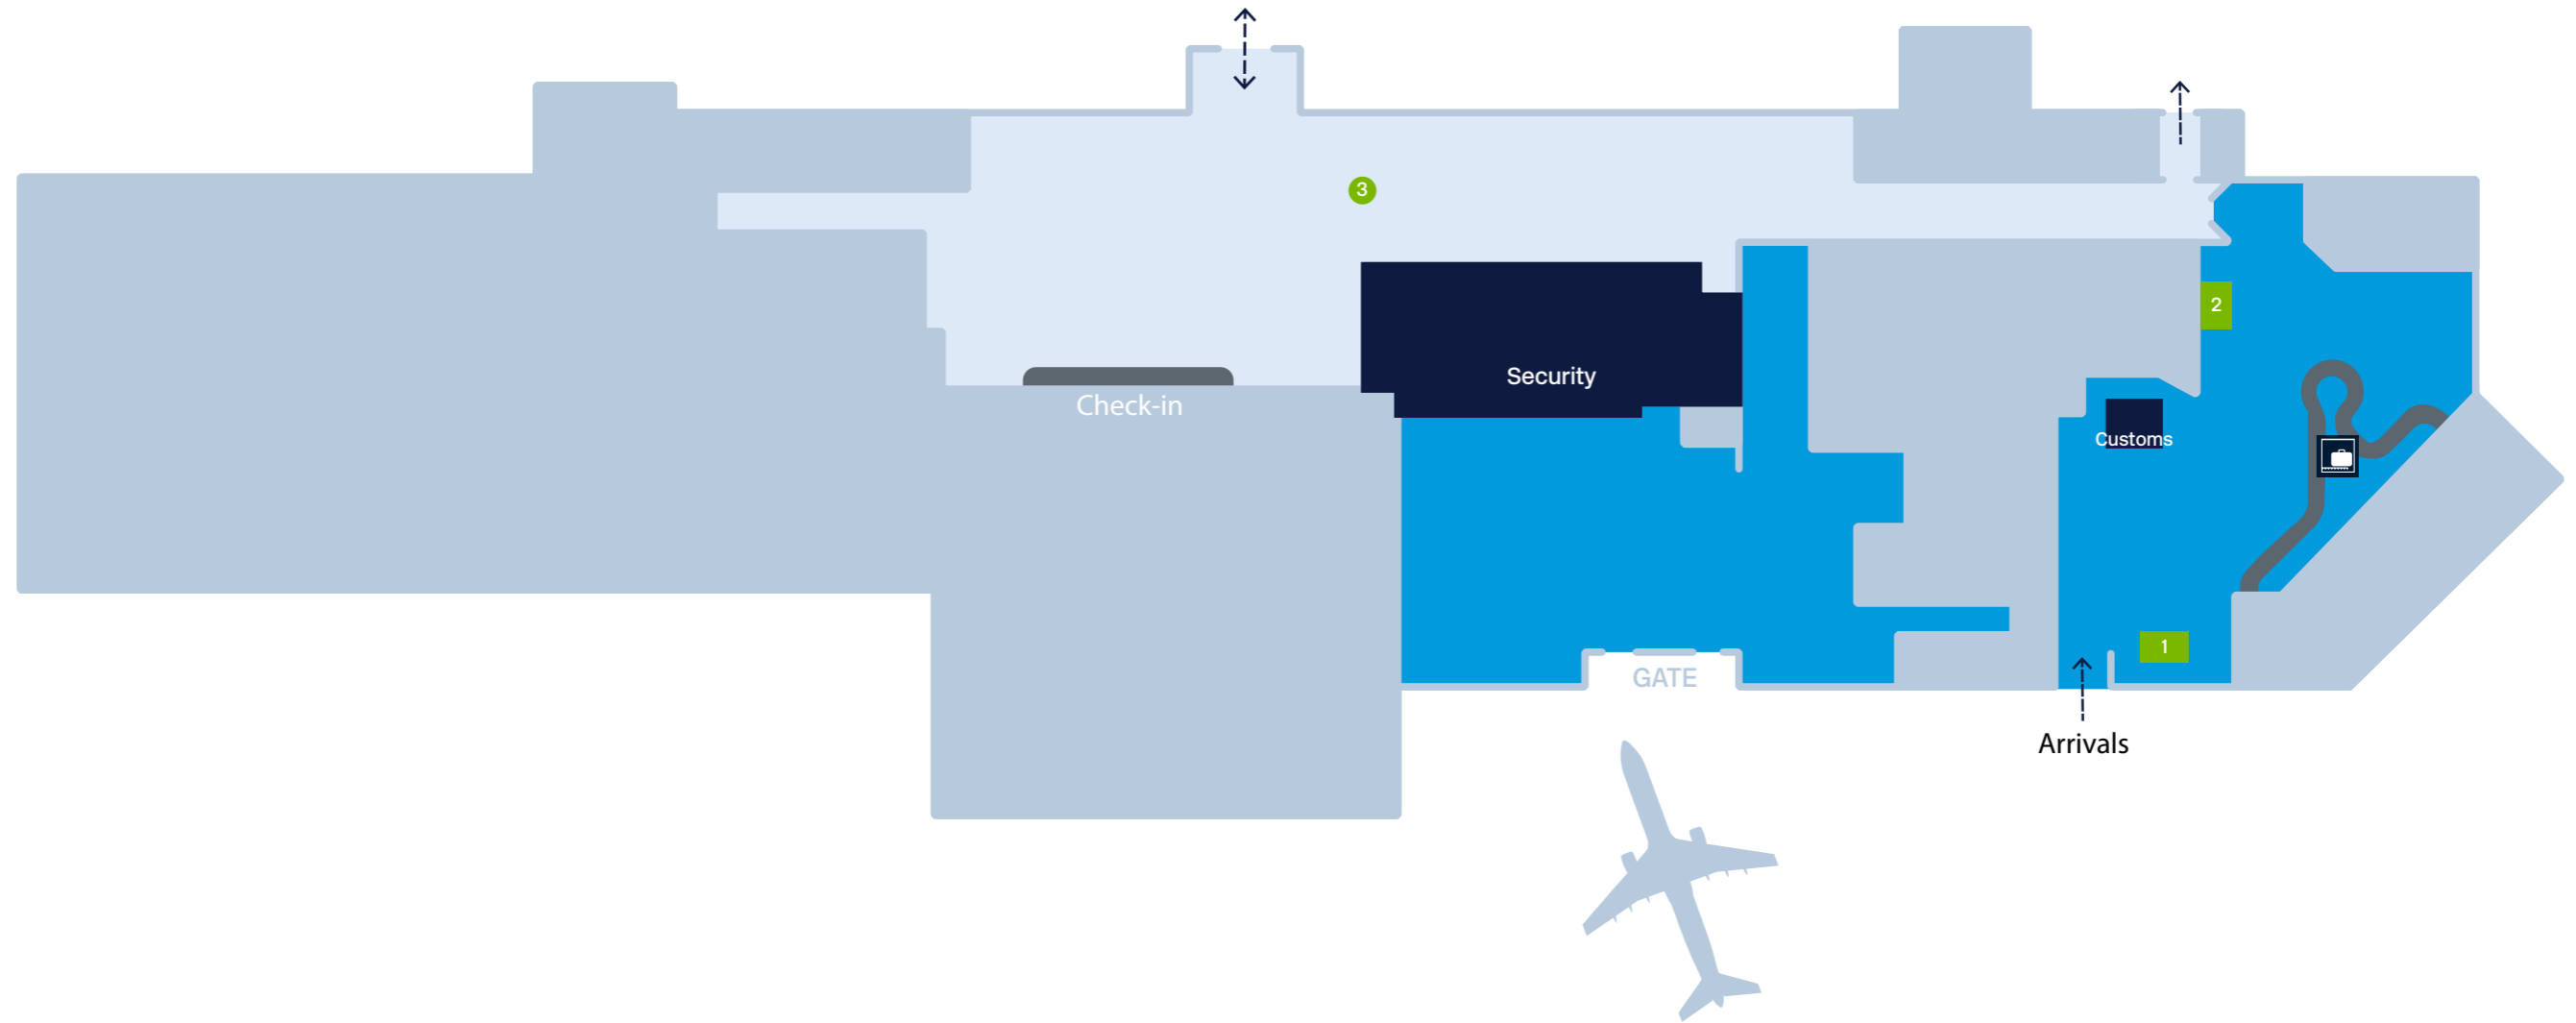 3
2
Security
Check-in
Customs
1
GATE
Arrivals